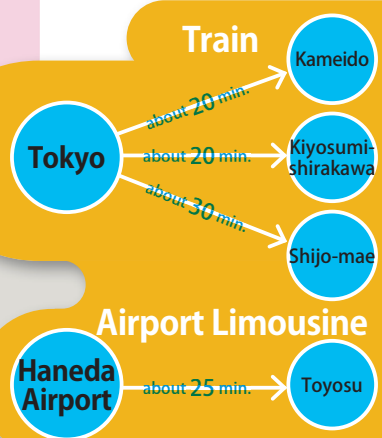 Train
Tokyo
about 20 min.
Kameido
about 20 min.
Kiyosumi-
shirakawa
about 30 min.
Shijo-mae
Airport Limousine
Haneda
Airport
about 25 min.
Toyosu